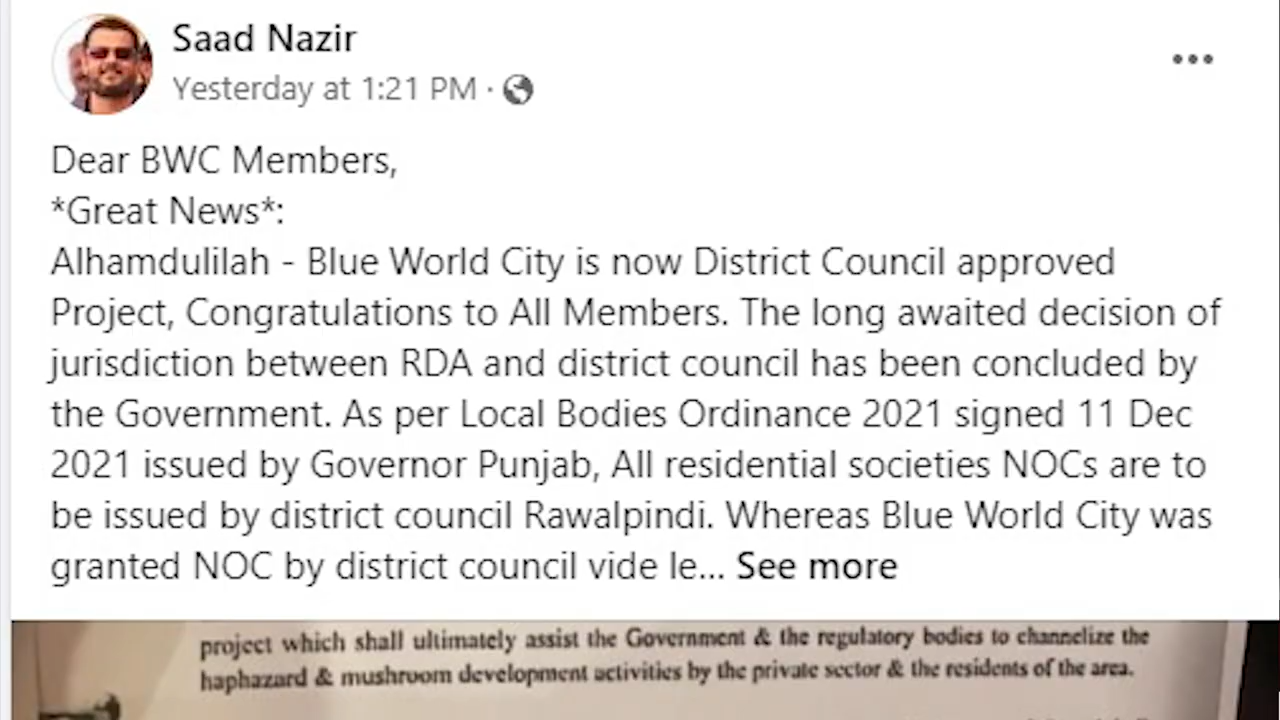 Saad Nazir
Yesterday at 1:21 PM ·
Dear BWC Members,
*Great News*:
Alhamdulilah - Blue World City is now District Council approved
Project, Congratulations to All Members. The long awaited decision of
jurisdiction between RDA and district council has been concluded by
the Government. As per Local Bodies Ordinance 2021 signed 11 Dec
2021 issued by Governor Punjab, All residential societies NOCs are to
be issued by district council Rawalpindi. Whereas Blue World City was
granted NOC by district council vide le... See more
project which shall ultimately assist the Government & the regulatory bodies to channelize the
haphazard & mushroom development activities by the private sector & the residents of the area.